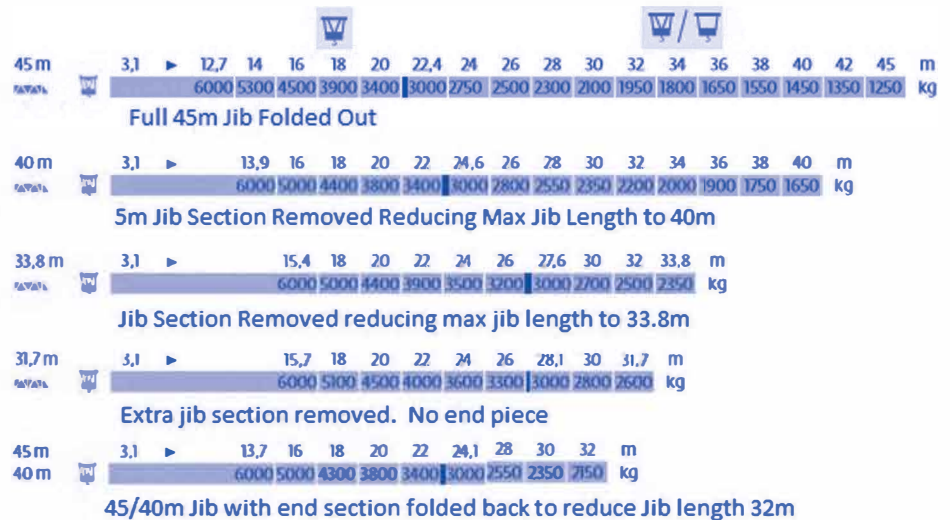 45 m 3,1 ► 12,7 14 16 18 20 22,4 24 26 28 30 32 34 36 38 40 42 45 m
6000 5300 4500 3900 3400 3000 2750 2500 2300 2100 1950 1800 1650 1550 1450 1350 1250 kg
Full 45m Jib Folded Out
40 m 3,1 ► 13,9 16 18 20 22 24,6 26 28 30 32 34 36 38 40 m
6000 5000 4400 3800 3400 3000 2800 2550 2350 2200 2000 1900 1750 1650 kg
5m Jib Section Removed Reducing Max Jib Length to 40m
33,8 m 3,1 ► 15,4 18 20 22 24 26 27,6 30 32 33,8 m
6000 5000 4400 3900 3500 3200 3000 2700 2500 2350 kg
Jib Section Removed reducing max jib length to 33.8m
31,7 m 3,1 ► 15,7 18 20 22 24 26 28,1 30 31,7 m
6000 5100 4500 4000 3600 3300 3000 2800 2600 kg
Extra jib section removed. No end piece
45 m 3,1 ► 13,7 16 18 20 22 24,1 28 30 32 m
40 m 6000 5000 4300 3800 3400 3000 2550 2350 2150 kg
45/40m Jib with end section folded back to reduce Jib length 32m